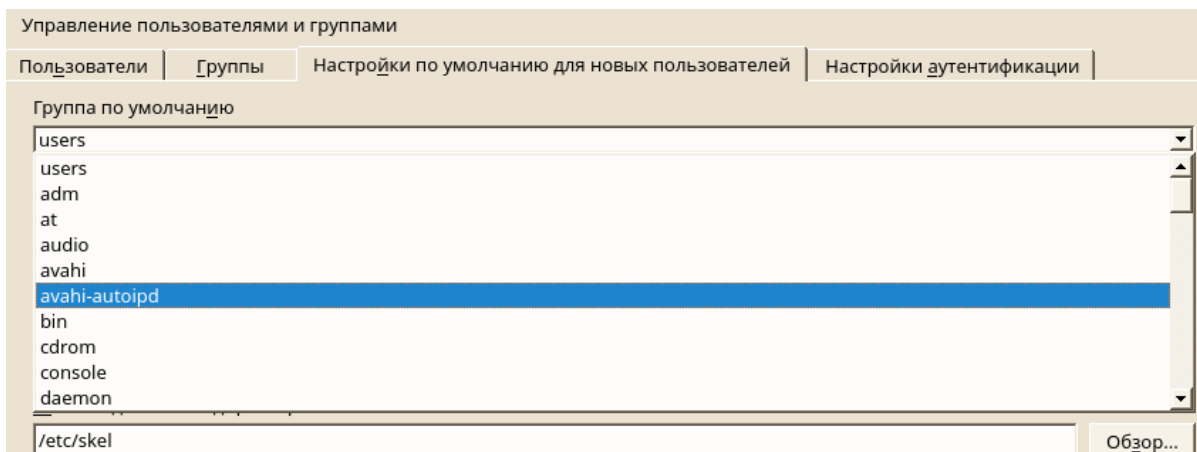 Управление пользователями и группами
Пользователи Группы Настройки по умолчанию для новых пользователей Настройки аутентификации
Группа по умолчанию
users
users
adm
at
audio
avahi
avahi-autoipd
bin
cdrom
console
daemon
/etc/skel Обзор...